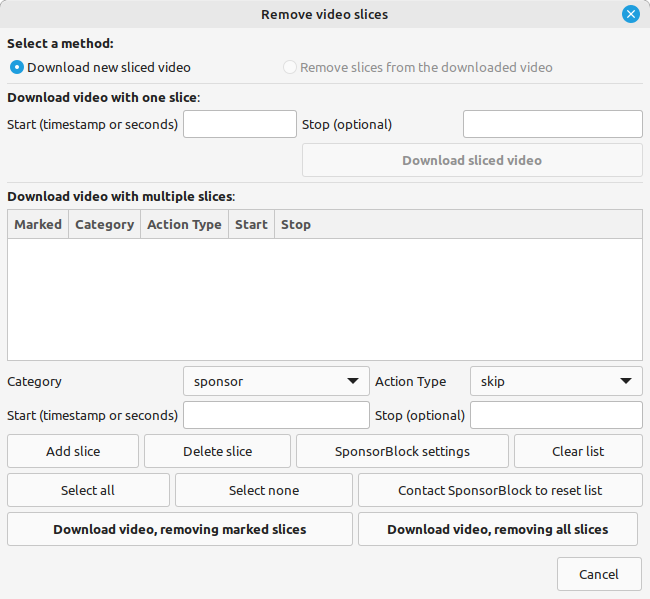 Remove video slices
Select a method:
Download new sliced video Remove slices from the downloaded video
Download video with one slice:
Start (timestamp or seconds) Stop (optional)
Download sliced video
Download video with multiple slices:
Marked Category Action Type Start Stop
Category sponsor Action Type skip
Start (timestamp or seconds) Stop (optional)
Add slice Delete slice SponsorBlock settings Clear list
Select all Select none Contact SponsorBlock to reset list
Download video, removing marked slices Download video, removing all slices
Cancel